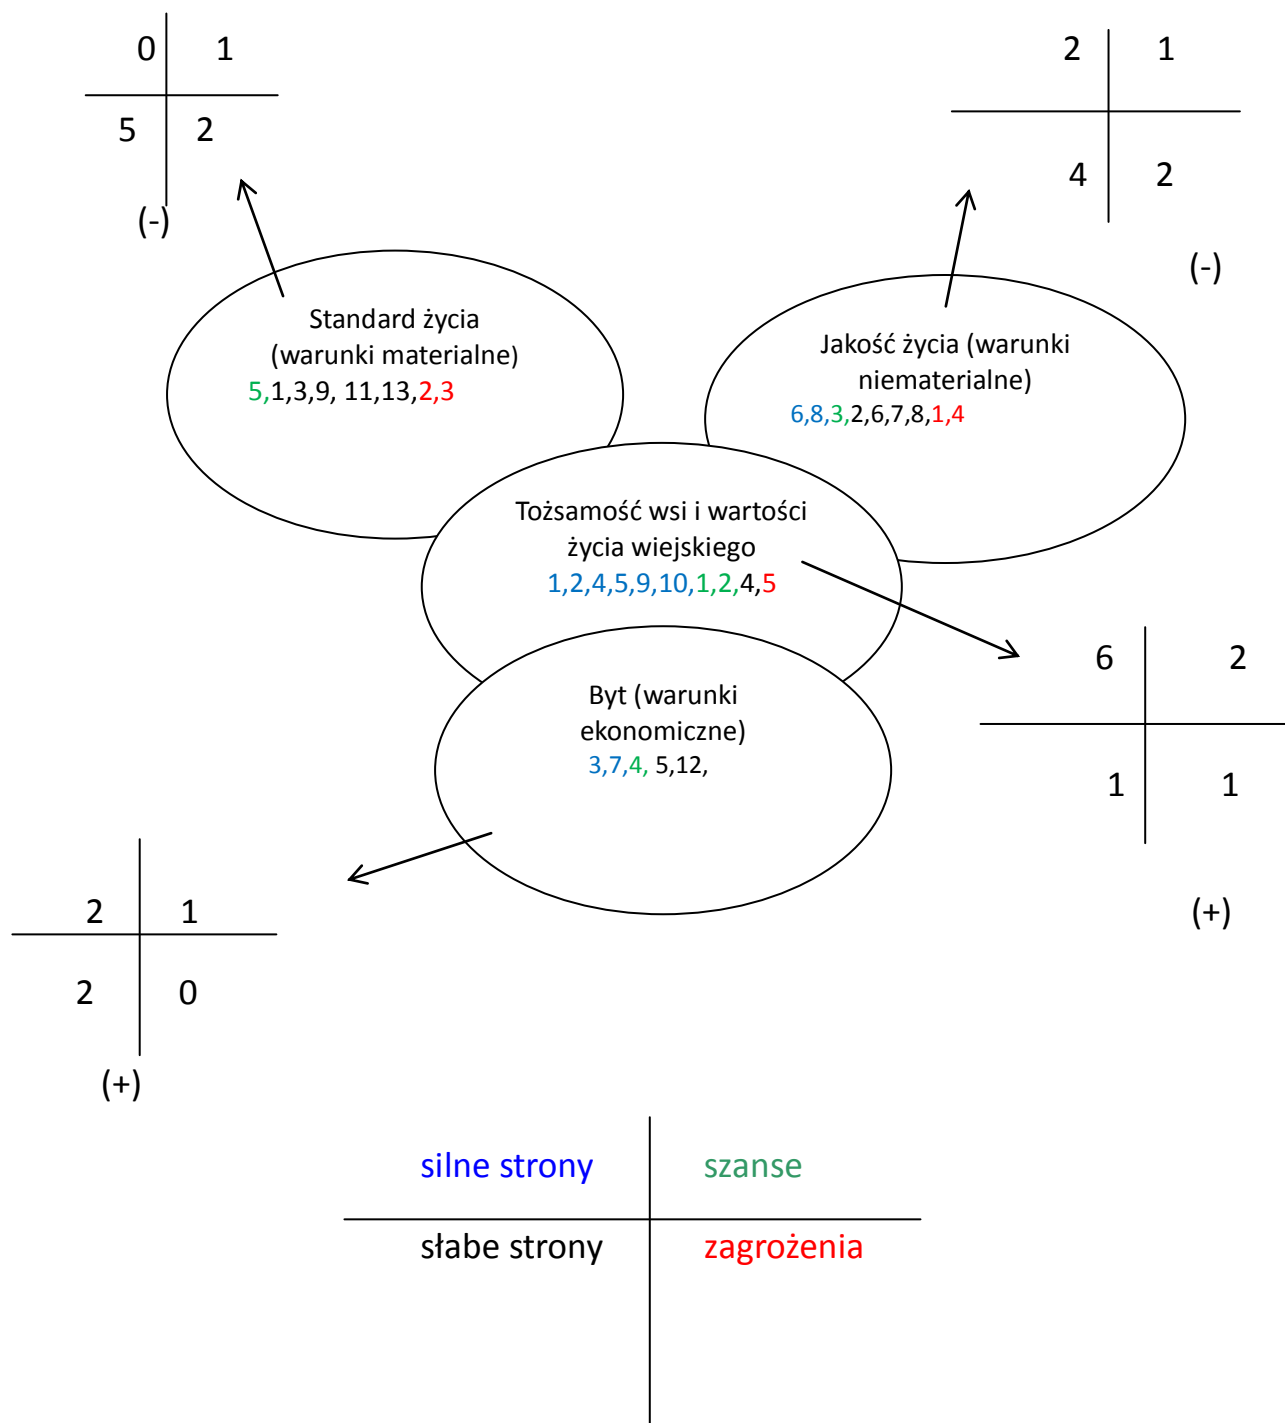 0 1
5 2
(-)
2 1
4 2
(-)
Standard życia
(warunki materialne)
5,1,3,9, 11,13,2,3
Jakość życia (warunki
niematerialne)
6,8,3,2,6,7,8,1,4
Tożsamość wsi i wartości
życia wiejskiego
1,2,4,5,9,10,1,2,4,5
6 2
1 1
(+)
Byt (warunki
ekonomiczne)
3,7,4, 5,12,
2 1
2 0
(+)
silne strony szanse
słabe strony zagrożenia